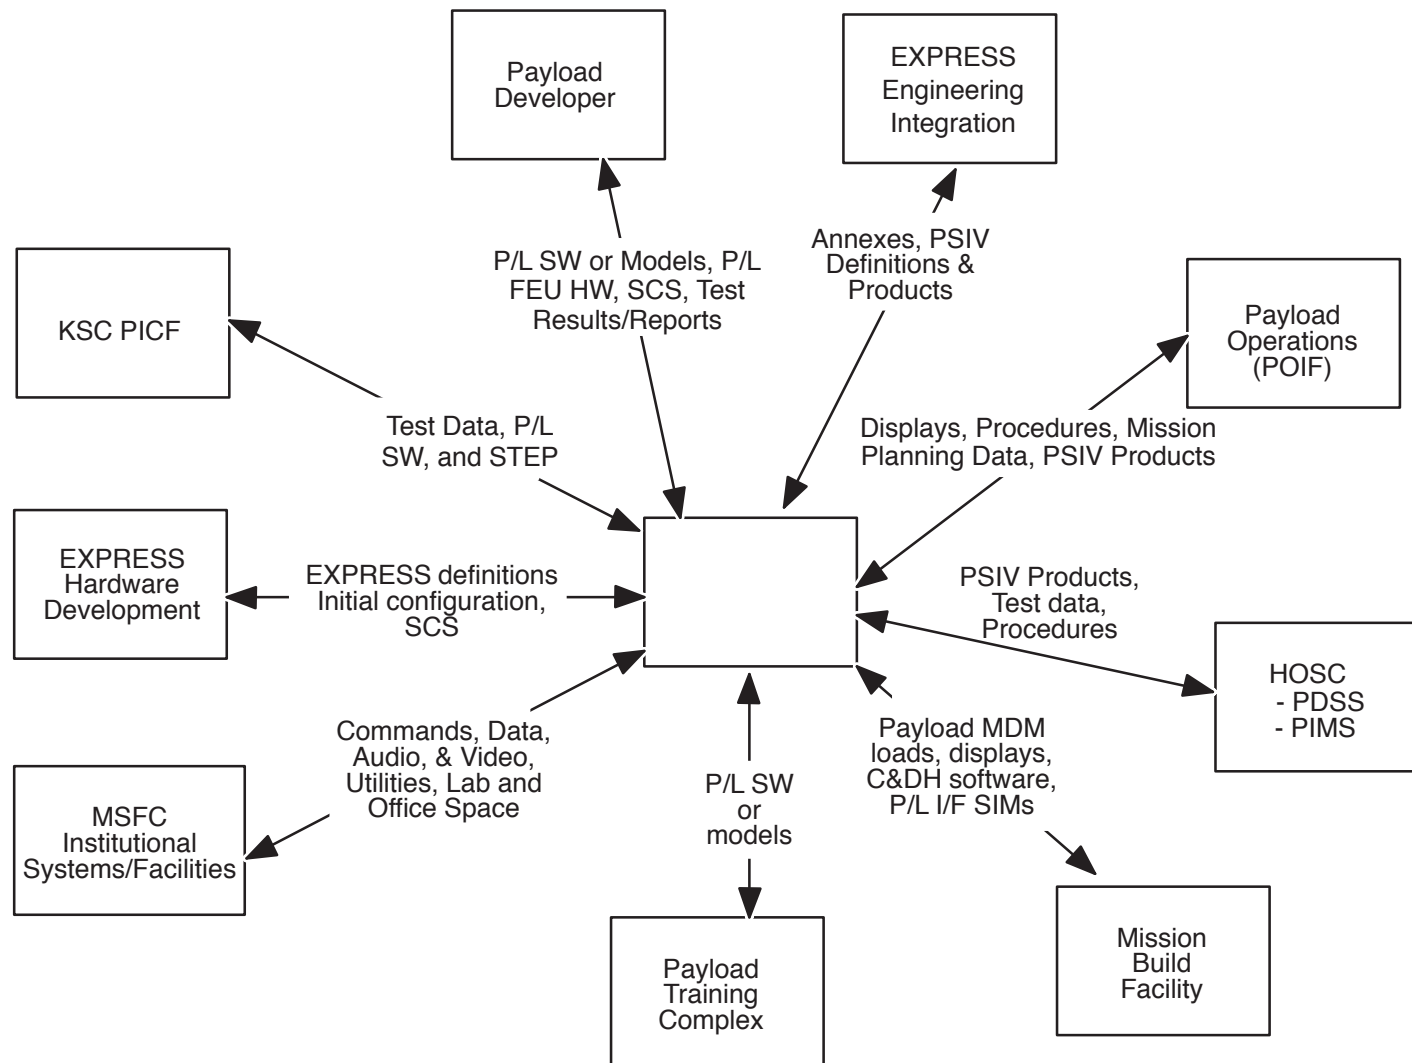 Payload
Developer
EXPRESS
Engineering
Integration
KSC PICF
P/L SW or Models, P/L
FEU HW, SCS, Test
Results/Reports
Annexes, PSIV
Definitions &
Products
Payload
Operations
(POIF)
Test Data, P/L
SW, and STEP
Displays, Procedures, Mission
Planning Data, PSIV Products
EXPRESS
Hardware
Development
EXPRESS definitions
Initial configuration,
SCS
PSIV Products,
Test data,
Procedures
HOSC
- PDSS
- PIMS
Commands, Data,
Audio, & Video,
Utilities, Lab and
Office Space
Payload MDM
loads, displays,
C&DH software,
P/L I/F SIMs
P/L SW
or
models
MSFC
Institutional
Systems/Facilities
Payload
Training
Complex
Mission
Build
Facility